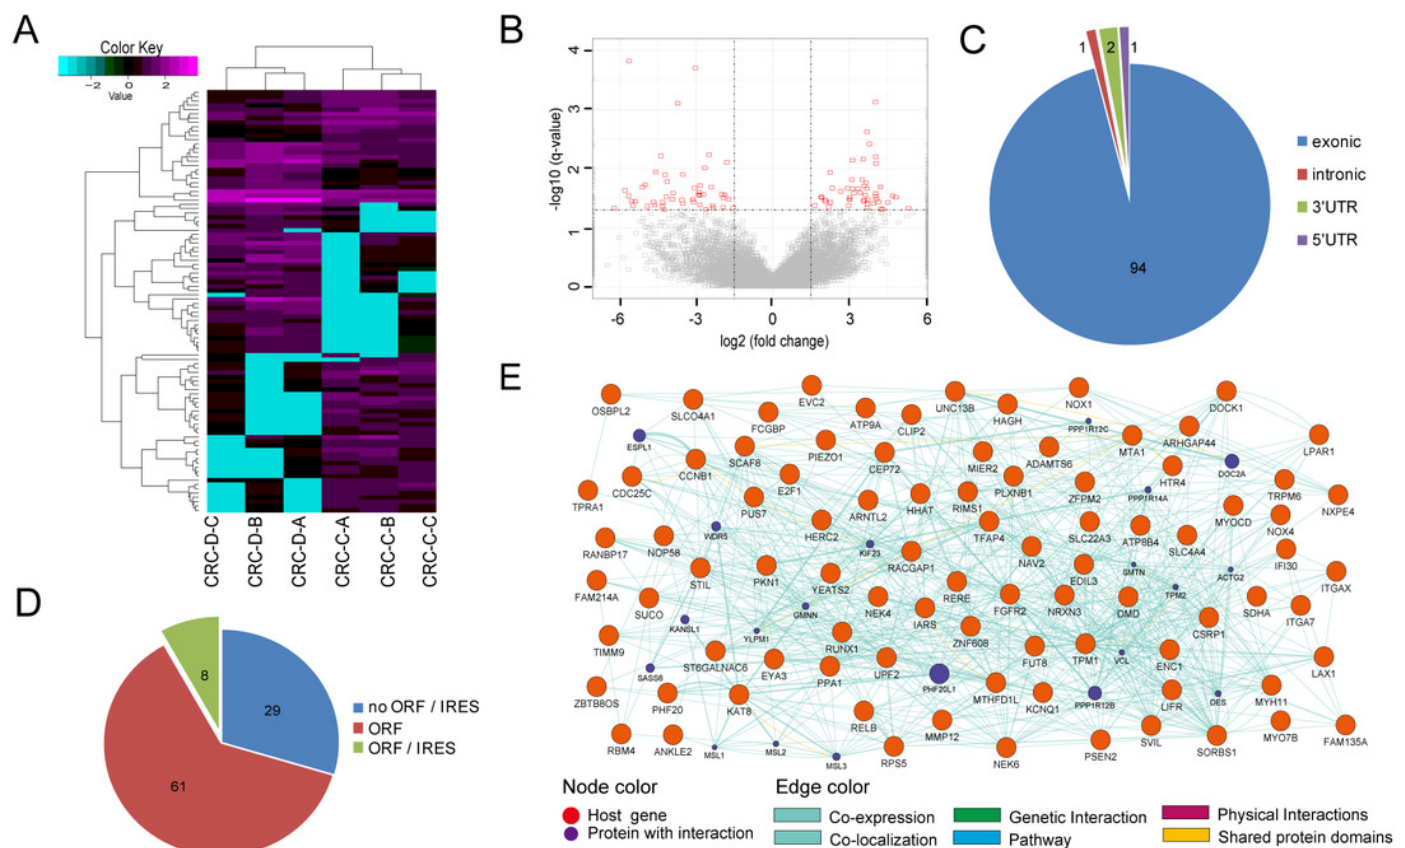 A
Color Key
−2 0 2
Value
CRC-D-C
CRC-D-B
CRC-D-A
CRC-C-A
CRC-C-B
CRC-C-C
B
-log10 (q-value)
4
3
2
1
0
-6 -3 0 3 6
log2 (fold change)
C
1 2 1
94
exonic
intronic
3'UTR
5'UTR
D
8
29
61
no ORF / IRES
ORF
ORF / IRES
E
OSBPL2
SLCO4A1
EVC2
FCGBP
ATP9A
CLIP2
UNC13B
HAGH
NOX1
PPP1R12C
DOCK1
ARHGAP44
LPAR1
ESPL1
SCAF8
PIEZO1
CEP72
MIER2
ADAMTS6
MTA1
DOC2A
HTR4
CCNB1
CDC25C
E2F1
TPRA1
PUS7
ARNTL2
HHAT
RIMS1
PLXNB1
ZFPM2
PPP1R14A
TRPM6
NXPE4
MYOCD
NOX4
WDR5
HERC2
TFAP4
SLC22A3
ATP8B4
SLC4A4
RANBP17
NOP58
KIF23
RACGAP1
NAV2
IFI30
STIL
PKN1
YEATS2
EDIL3
SMTN
ACTG2
ITGAX
FAM214A
SUCO
NEK4
RERE
FGFR2
NRXN3
DMD
TPM2
SDHA
ITGA7
GMNN
IARS
CSRP1
KANSL1
YLPM1
TIMM9
RUNX1
ZNF608
FUT8
TPM1
VCL
ENC1
LAX1
ST6GALNAC6
EYA3
PPA1
UPF2
SASS6
PHF20L1
MTHFD1L
KCNQ1
PPP1R12B
LIFR
DES
MYH11
ZBTB8OS
PHF20
KAT8
RELB
MMP12
RBM4
ANKLE2
MSL1
MSL2
MSL3
RPS5
NEK6
PSEN2
SVIL
SORBS1
MYO7B
FAM135A
Node color
Host gene
Protein with interaction
Edge color
Co-expression
Co-localization
Genetic Interaction
Pathway
Physical Interactions
Shared protein domains